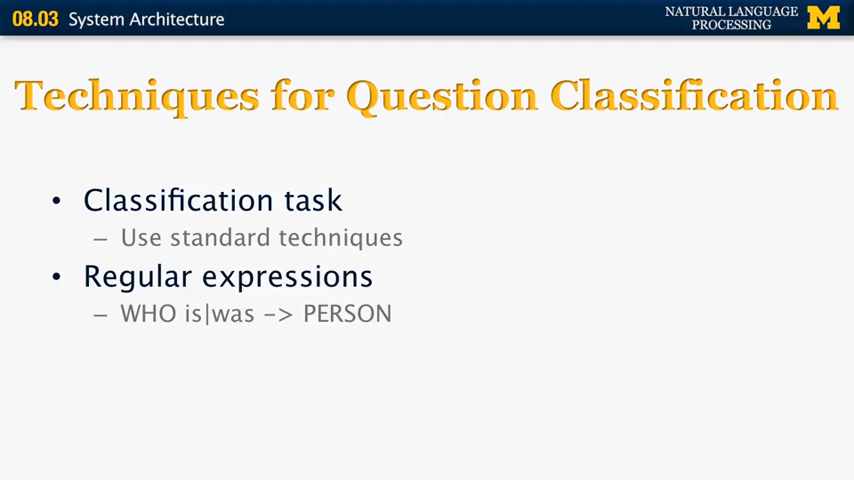 08.03 System Architecture
NATURAL LANGUAGE
PROCESSING
M
Techniques for Question Classification
• Classification task
– Use standard techniques
• Regular expressions
– WHO is|was –> PERSON